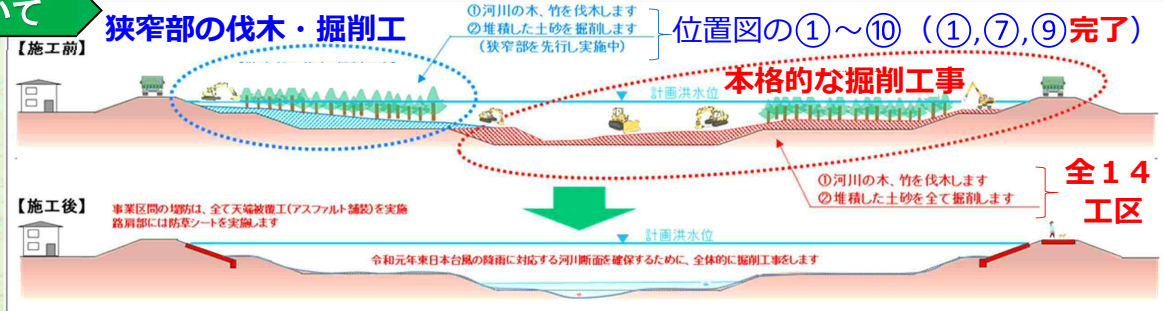 いて
狭窄部の伐木・掘削工
①河川の木、竹を伐木します
②堆積した土砂を掘削します
(狭窄部を先行し実施中)
位置図の①~⑩(①,⑦,⑨完了)
【施工前】
本格的な掘削工事
計画洪水位
①河川の木、竹を伐木します
②堆積した土砂を全て掘削します
全14
工区
【施工後】
事業区間の堤防は、全て天端被覆工(アスファルト舗装)を実施
路肩部には防草シートを実施します
計画洪水位
令和元年東日本台風の降雨に対応する河川断面を確保するために、全体的に掘削工事をします